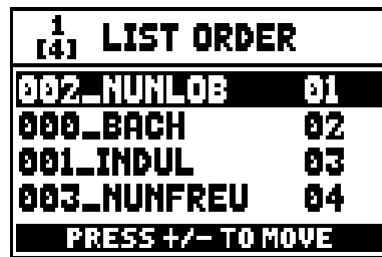 1
[4] LIST ORDER
002_NUNLOB 01
000_BACH 02
001_INDUL 03
003_NUNFREU 04
PRESS +/- TO MOVE